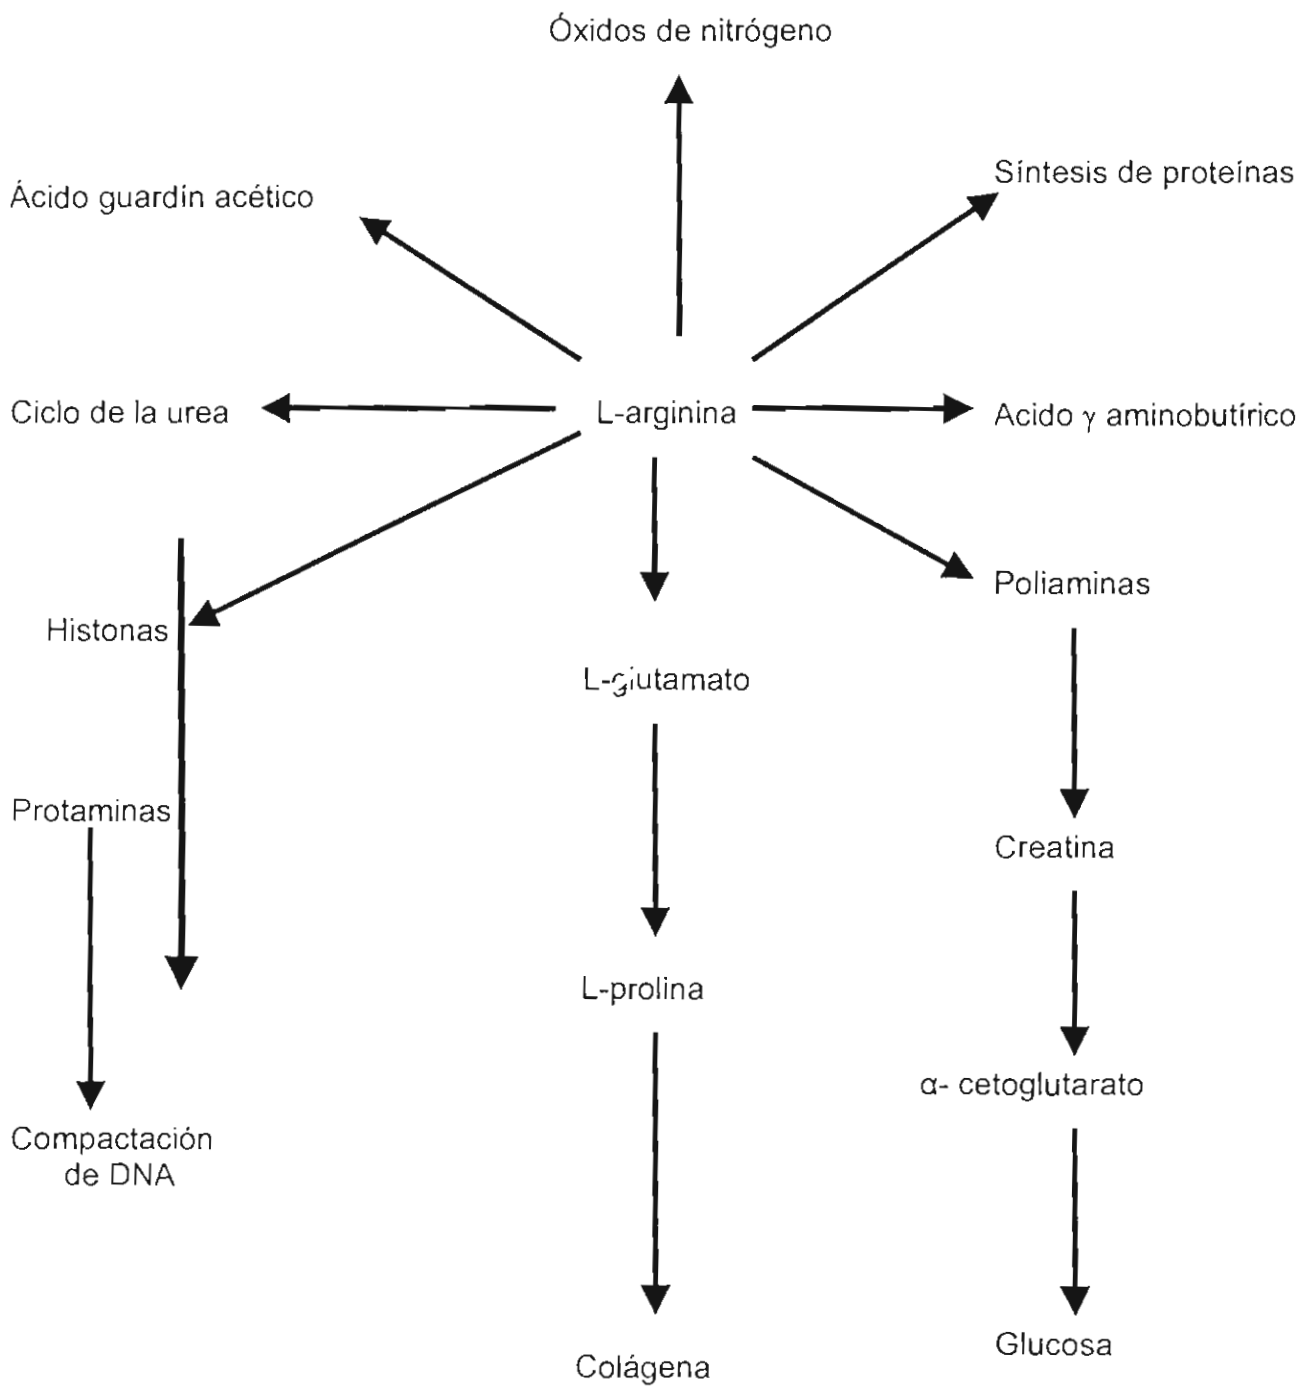 Óxidos de nitrógeno
Síntesis de proteínas
Ácido guardín acético
Ciclo de la urea
L-arginina
Acido γ aminobutírico
Poliaminas
Histonas
L-glutamato
Protaminas
Creatina
L-prolina
α- cetoglutarato
Compactación
de DNA
Glucosa
Colágena